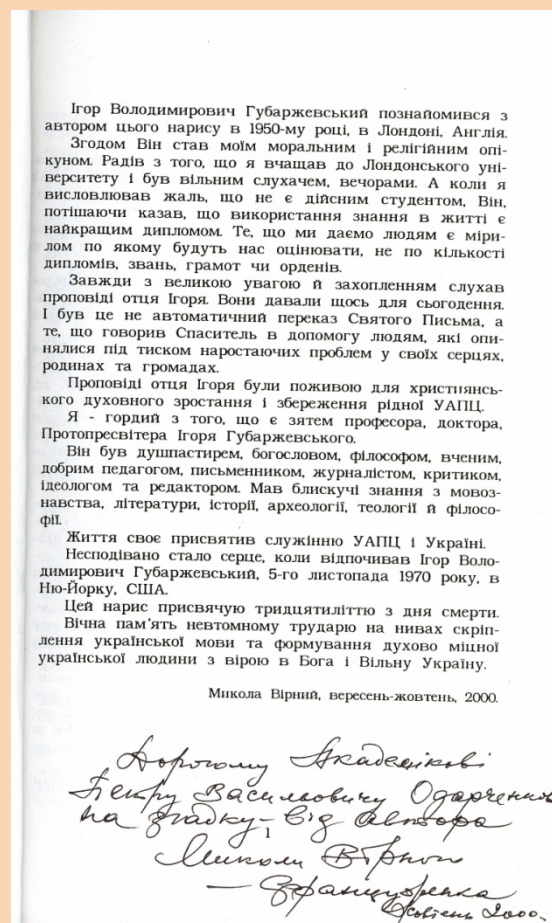 Ігор Володимирович Губаржевський познайомився з
автором цього нарису в 1950-му році, в Лондоні, Англія.
Згодом Він став моїм моральним і релігійним опі-
куном. Радів з того, що я вчащав до Лондонського уні-
верситету і був вільним слухачем, вечорами. А коли я
висловлював жаль, що не є дійсним студентом, Він,
потішаючи казав, що використання знання в житті є
найкращим дипломом. Те, що ми даємо людям є міри-
лом по якому будуть нас оцінювати, не по кількості
дипломів, звань, грамот чи орденів.
Завжди з великою увагою й захопленням слухав
проповіді отця Ігоря. Вони давали щось для сьогодення.
І був це не автоматичний переказ Святого Письма, а
те, що говорив Спаситель в допомогу людям, які опи-
нялися під тиском наростаючих проблем у своїх серцях,
родинах та громадах.
Проповіді отця Ігоря були поживою для християнсь-
кого духовного зростання і збереження рідної УАПЦ.
Я - гордий з того, що є зятем професора, доктора,
Протопресвітера Ігоря Губаржевського.
Він був душпастирем, богословом, філософом, вченим,
добрим педагогом, письменником, журналістом, критиком,
ідеологом та редактором. Мав блискучі знання з мовоз-
навства, літератури, історії, археології, теології й філосо-
фії.
Життя своє присвятив служінню УАПЦ і Україні.
Несподівано стало серце, коли відпочивав Ігор Воло-
димирович Губаржевський, 5-го листопада 1970 року, в
Ню-Йорку, США.
Цей нарис присвячую тридцятиліттю з дня смерти.
Вічна пам'ять невтомному трударю на нивах скріп-
лення української мови та формування духово міцної
української людини з вірою в Бога і Вільну Україну.
Микола Вірний, вересень-жовтень, 2000.
Дорогому Академікові
Петру Васильовичу Одарченков
на згадку - від автора
1
Миколи Вірного
- Французенка
Жовтень 2000.